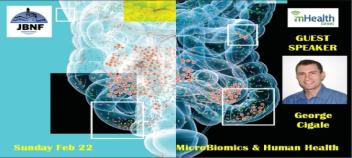 JBNF
mHealth
GUEST
SPEAKER
George
Cigale
Sunday Feb 22
MicroBiomics & Human Health